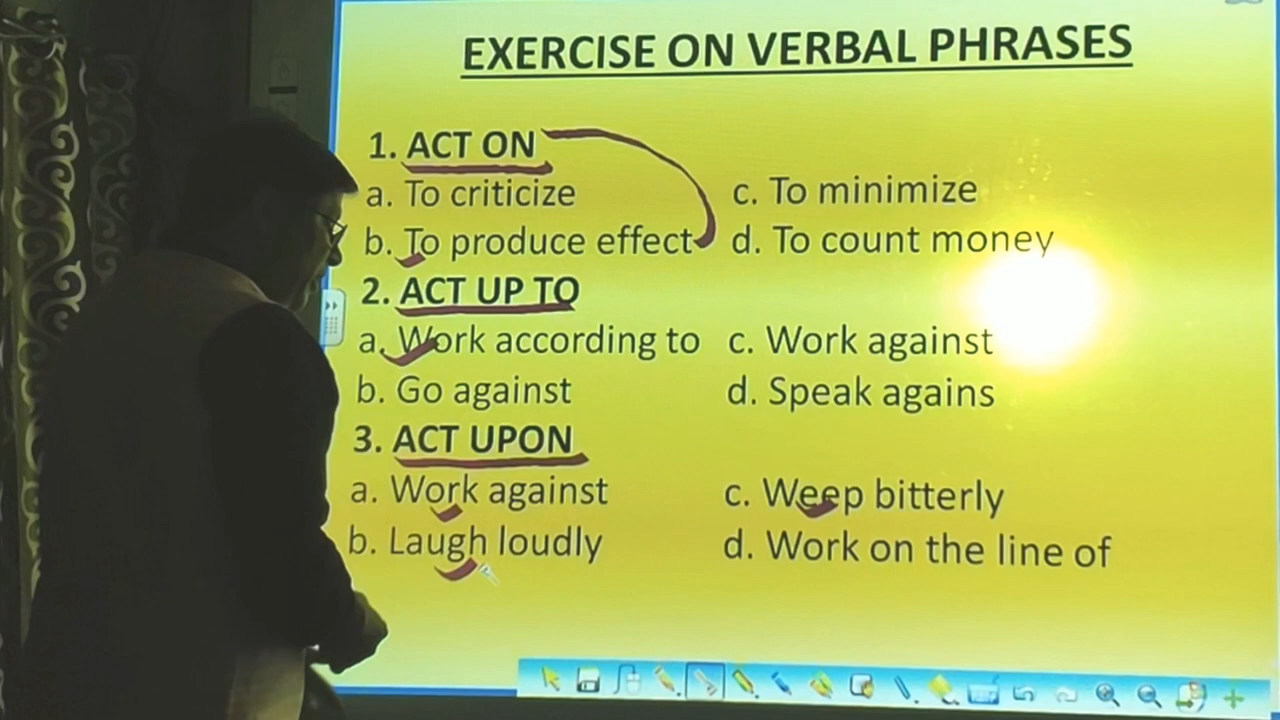 EXERCISE ON VERBAL PHRASES
1. ACT ON
a. To criticize c. To minimize
b. To produce effect d. To count money
2. ACT UP TO
a. Work according to c. Work against
b. Go against d. Speak agains
3. ACT UPON
a. Work against c. Weep bitterly
b. Laugh loudly d. Work on the line of